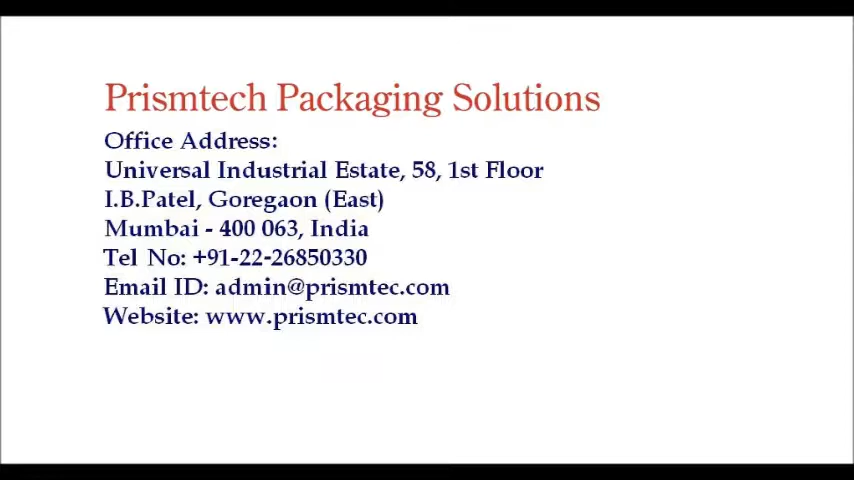 Prismtech Packaging Solutions
Office Address:
Universal Industrial Estate, 58, 1st Floor
I.B.Patel, Goregaon (East)
Mumbai - 400 063, India
Tel No: +91-22-26850330
Email ID: admin@prismtec.com
Website: www.prismtec.com